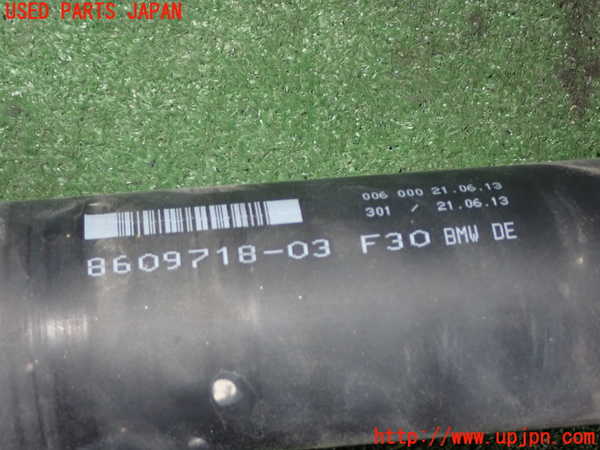 USED PARTS JAPAN
006 000 21.06.13
301 / 21.06.13
8609718-03 F30 BMW DE
http://www.upjpn.com/